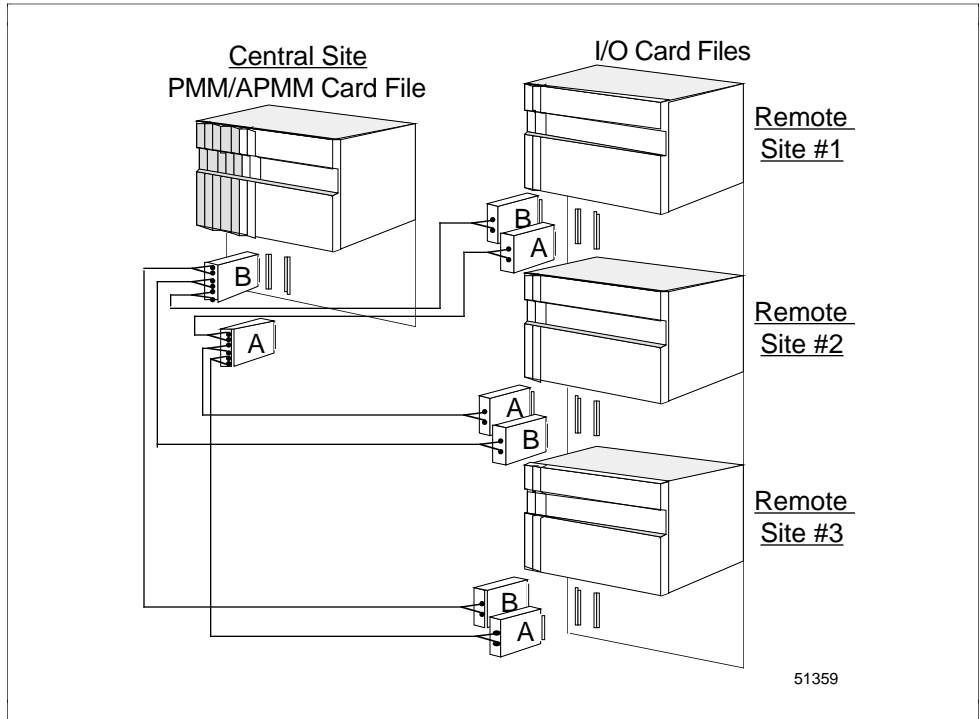 Central Site
PMM/APMM Card File
I/O Card Files
Remote
Site #1
B
A
B
A
Remote
Site #2
A
B
Remote
Site #3
B
A
51359